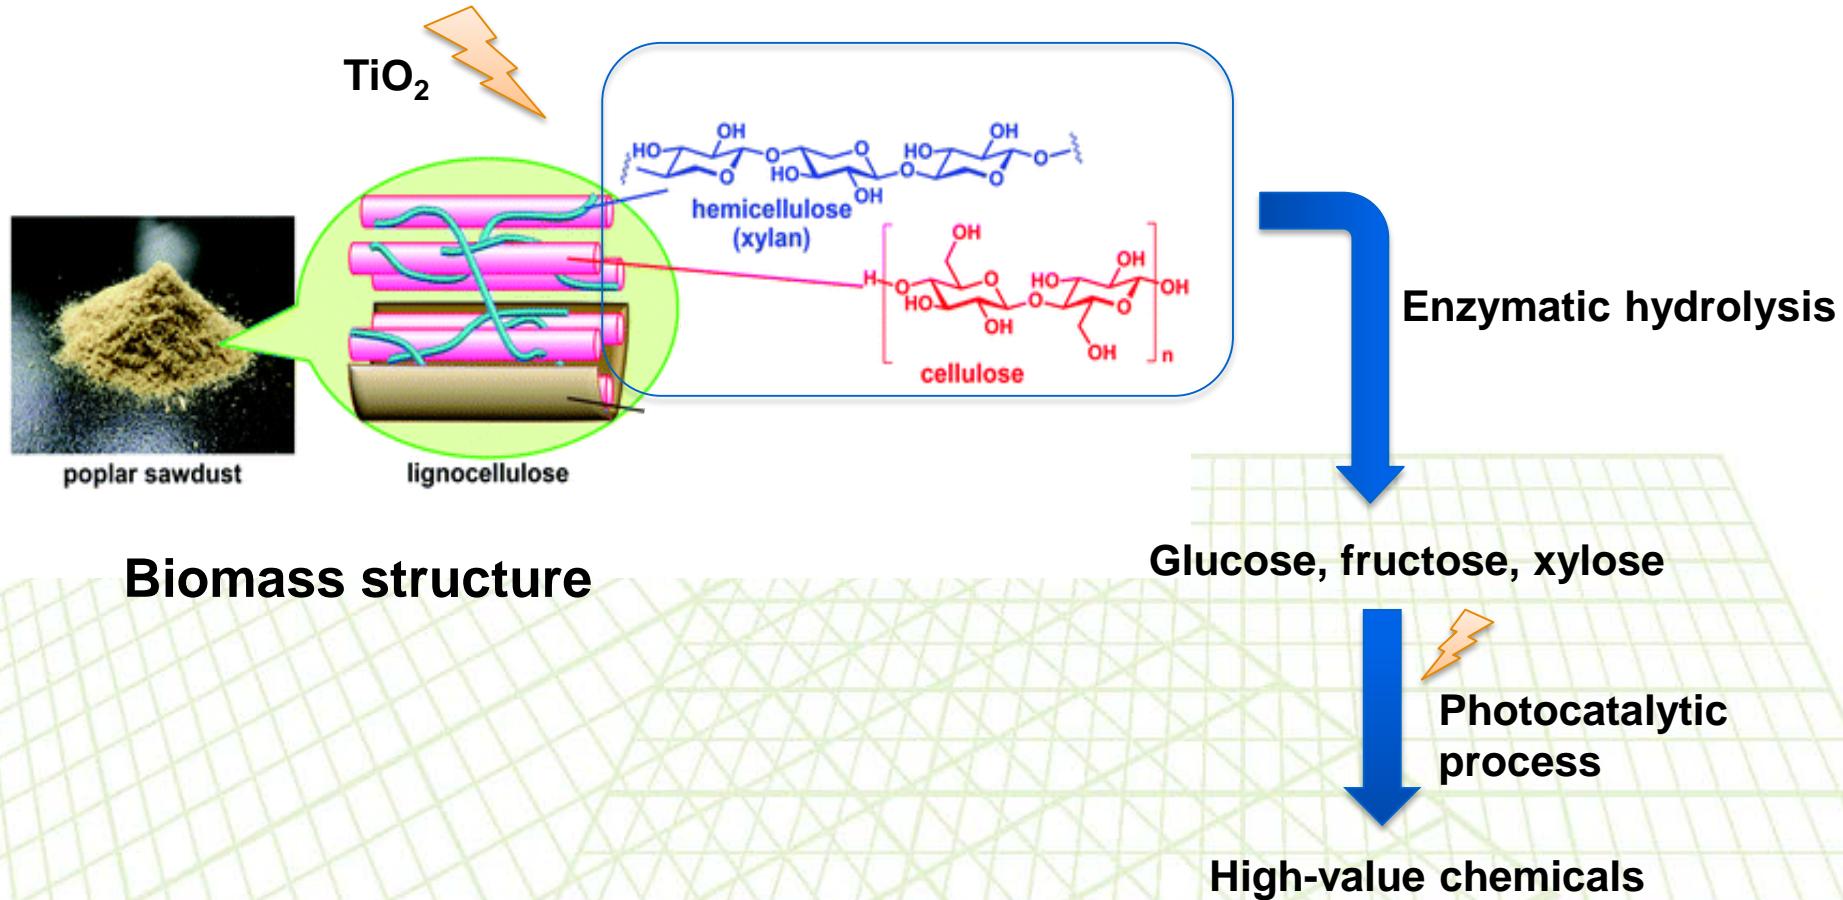 TiO₂
OH
HO
O
O
O
HO
OH
HO
OH
O
O
O
hemicellulose
(xylan)
OH
H
O
HO
O
OH
O
HO
OH
O
OH
OH
n
cellulose
poplar sawdust
lignocellulose
Enzymatic hydrolysis
Biomass structure
Glucose, fructose, xylose
Photocatalytic
process
High-value chemicals